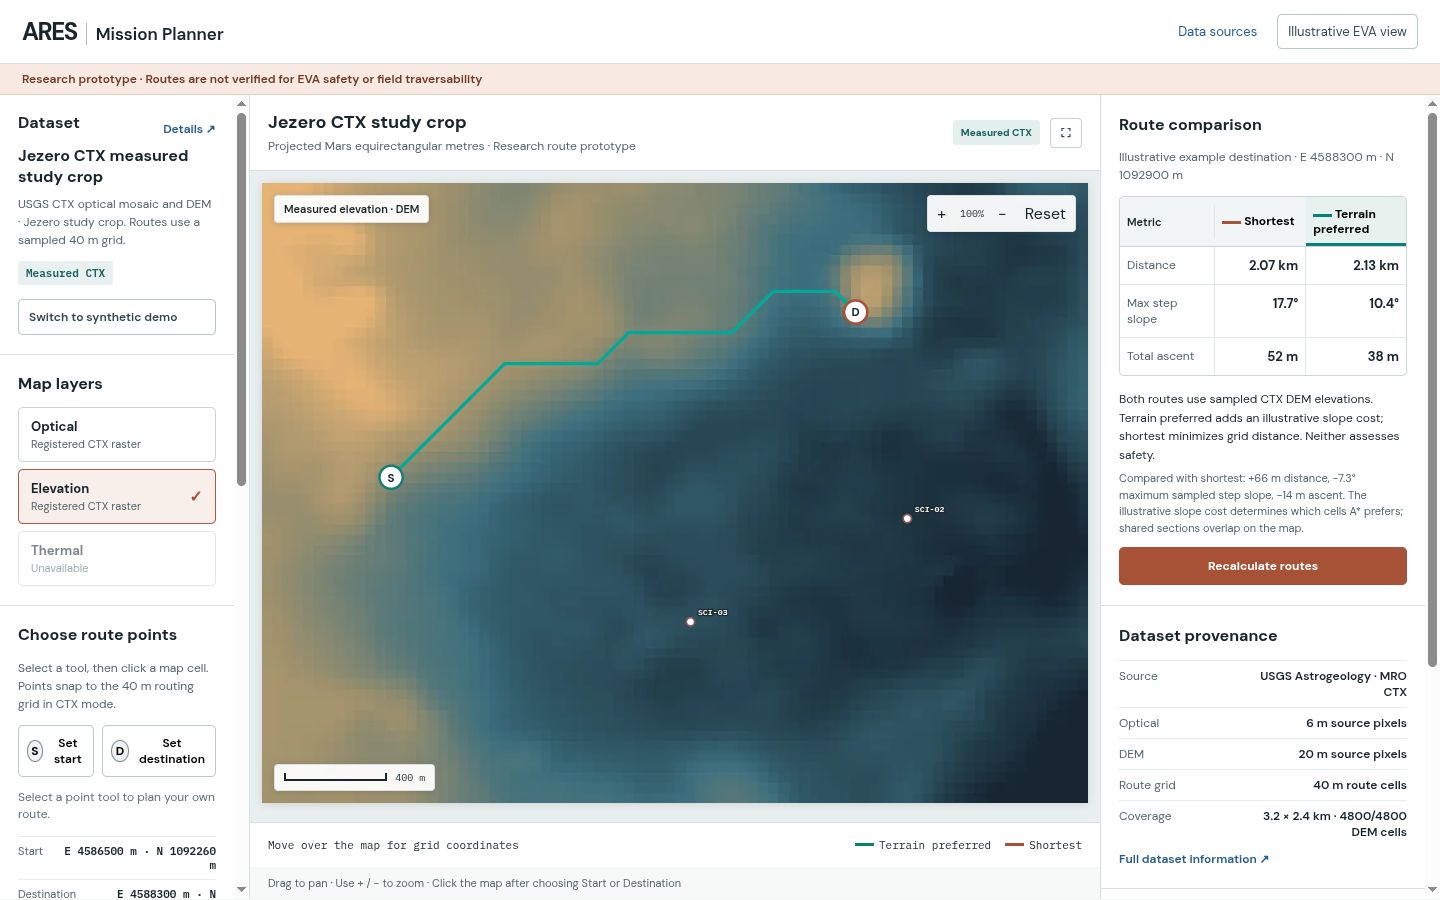 ARES
Mission Planner
Data sources
Illustrative EVA view
Research prototype · Routes are not verified for EVA safety or field traversability
Dataset
Details ↗
Jezero CTX measured
study crop
USGS CTX optical mosaic and DEM
· Jezero study crop. Routes use a
sampled 40 m grid.
Measured CTX
Switch to synthetic demo
Map layers
Optical
Registered CTX raster
Elevation
Registered CTX raster
✓
Thermal
Unavailable
Choose route points
Select a tool, then click a map cell.
Points snap to the 40 m routing
grid in CTX mode.
S Set
start
D Set
destination
Select a point tool to plan your own
route.
Start E 4586500 m · N 1092260
m
Destination E 4588300 m · N
Jezero CTX study crop
Projected Mars equirectangular metres · Research route prototype
Measured CTX
Measured elevation · DEM
+ 100% − Reset
D
S
SCI-02
SCI-03
400 m
Move over the map for grid coordinates
Terrain preferred
Shortest
Drag to pan · Use + / − to zoom · Click the map after choosing Start or Destination
Route comparison
Illustrative example destination · E 4588300 m · N
1092900 m
Metric Shortest Terrain
preferred
Distance 2.07 km 2.13 km
Max step 17.7° 10.4°
slope
Total ascent 52 m 38 m
Both routes use sampled CTX DEM elevations.
Terrain preferred adds an illustrative slope cost;
shortest minimizes grid distance. Neither assesses
safety.
Compared with shortest: +66 m distance, −7.3°
maximum sampled step slope, −14 m ascent. The
illustrative slope cost determines which cells A* prefers;
shared sections overlap on the map.
Recalculate routes
Dataset provenance
Source USGS Astrogeology · MRO
CTX
Optical 6 m source pixels
DEM 20 m source pixels
Route grid 40 m route cells
Coverage 3.2 × 2.4 km · 4800/4800
DEM cells
Full dataset information ↗